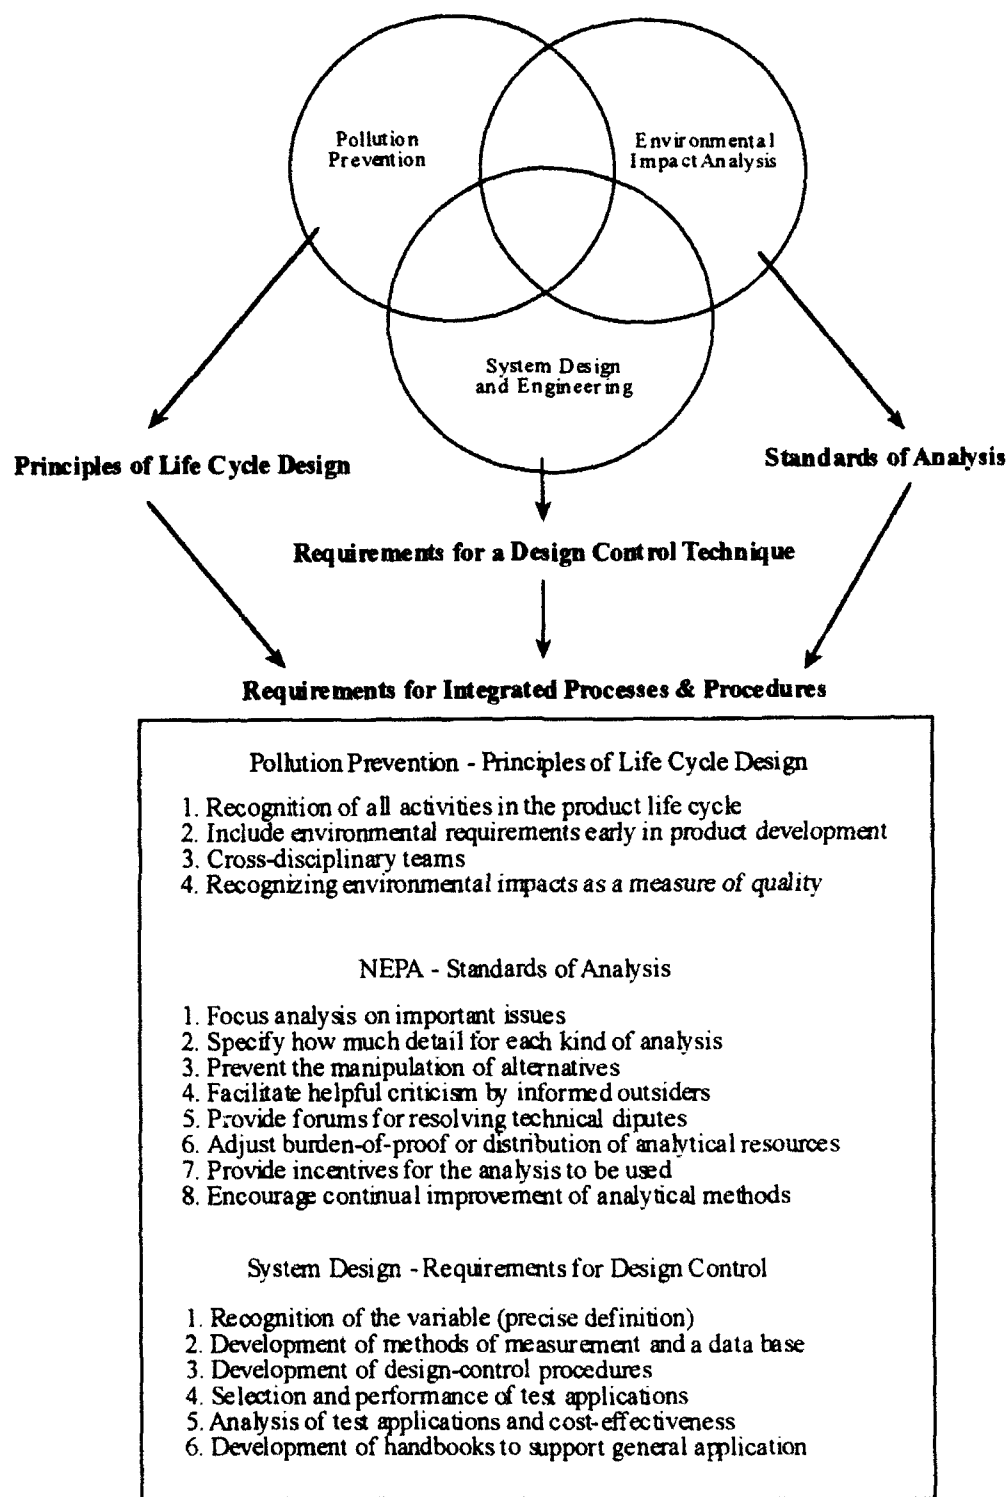 Pollution
Prevention
Environmental
Impact Analysis
System Design
and Engineering
Principles of Life Cycle Design
Standards of Analysis
Requirements for a Design Control Technique
Requirements for Integrated Processes & Procedures
Pollution Prevention - Principles of Life Cycle Design
1. Recognition of all activities in the product life cycle
2. Include environmental requirements early in product development
3. Cross-disciplinary teams
4. Recognizing environmental impacts as a measure of quality
NEPA - Standards of Analysis
1. Focus analysis on important issues
2. Specify how much detail for each kind of analysis
3. Prevent the manipulation of alternatives
4. Facilitate helpful criticism by informed outsiders
5. Provide forums for resolving technical diputes
6. Adjust burden-of-proof or distribution of analytical resources
7. Provide incentives for the analysis to be used
8. Encourage continual improvement of analytical methods
System Design - Requirements for Design Control
1. Recognition of the variable (precise definition)
2. Development of methods of measurement and a data base
3. Development of design-control procedures
4. Selection and performance of test applications
5. Analysis of test applications and cost-effectiveness
6. Development of handbooks to support general application